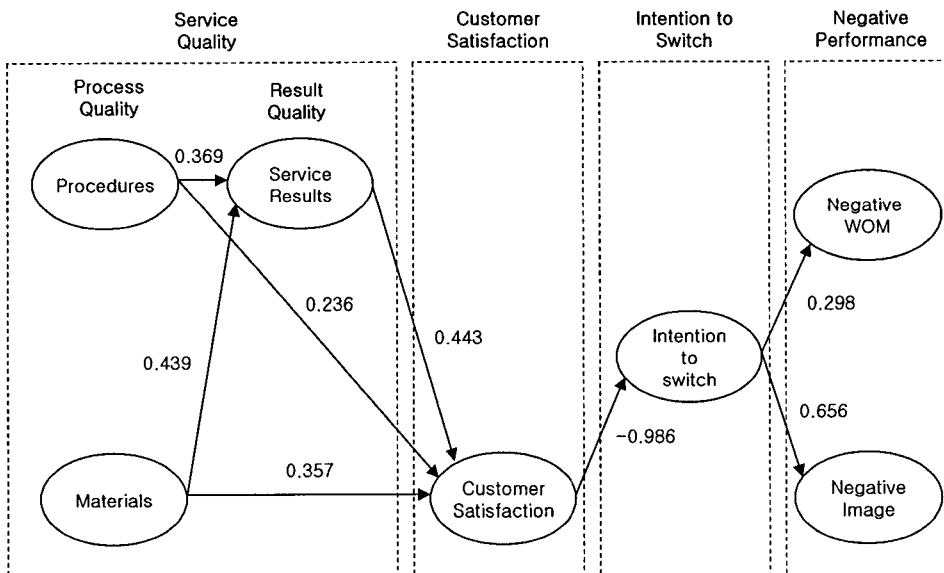 Service
Quality
Customer
Satisfaction
Intention to
Switch
Negative
Performance
Process
Quality
Result
Quality
Procedures
0.369
Service
Results
Negative
WOM
0.236
0.298
0.443
Intention
to
switch
0.439
0.656
-0.986
0.357
Materials
Customer
Satisfaction
Negative
Image